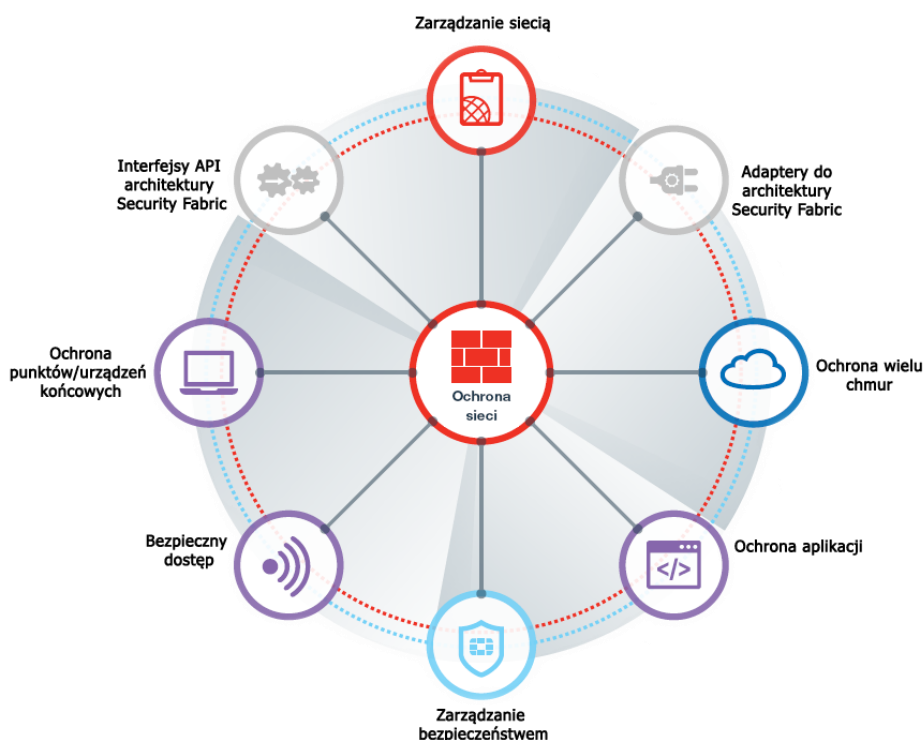 Zarządzanie siecią
Interfejsy API
architektury
Security Fabric
Adaptery do
architektury
Security Fabric
Ochrona
punktów/urządzeń
końcowych
Ochrona
sieci
Ochrona wielu
chmur
Bezpieczny
dostęp
</>
Ochrona aplikacji
Zarządzanie
bezpieczeństwem